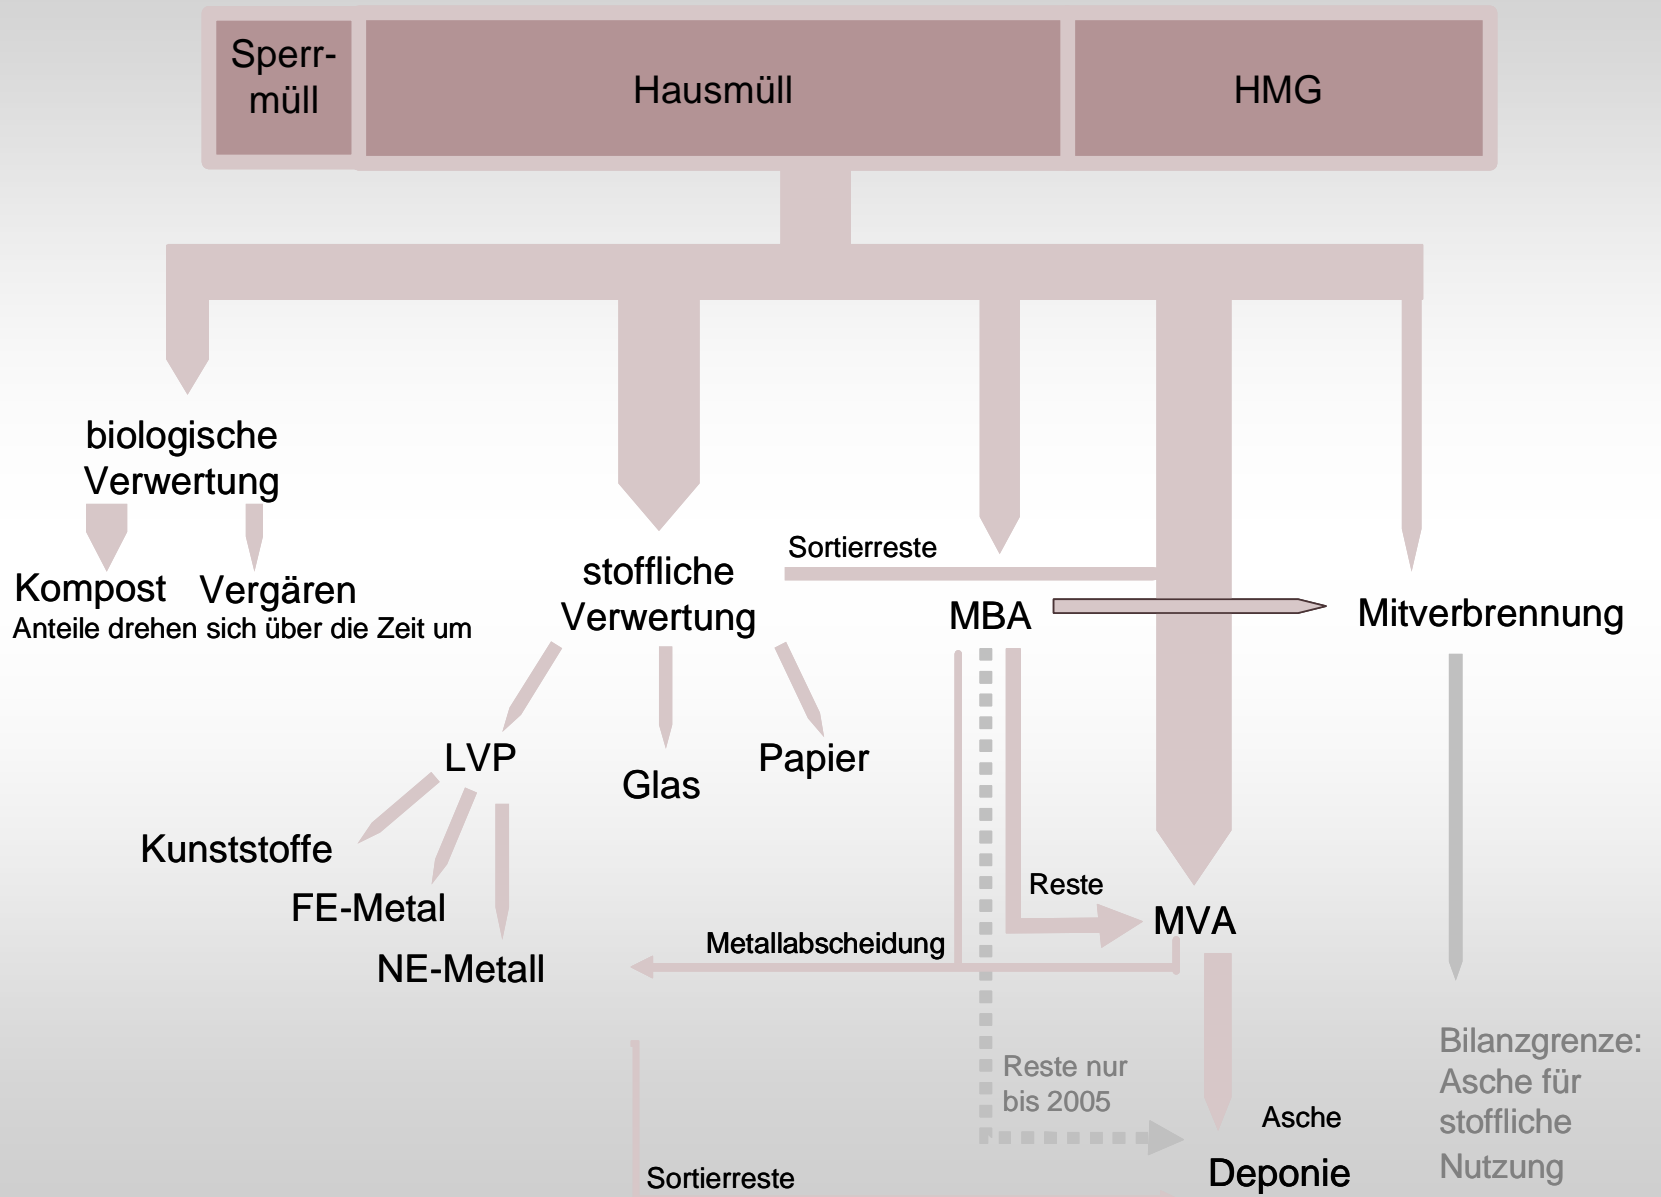 Sperr-
müll
Hausmüll
HMG
biologische
Verwertung
Kompost
Vergären
Anteile drehen sich über die Zeit um
stoffliche
Verwertung
Sortierreste
MBA
Mitverbrennung
LVP
Glas
Papier
Kunststoffe
FE-Metal
NE-Metall
Metallabscheidung
Reste
MVA
Reste nur
bis 2005
Asche
Deponie
Bilanzgrenze:
Asche für
stoffliche
Nutzung
Sortierreste